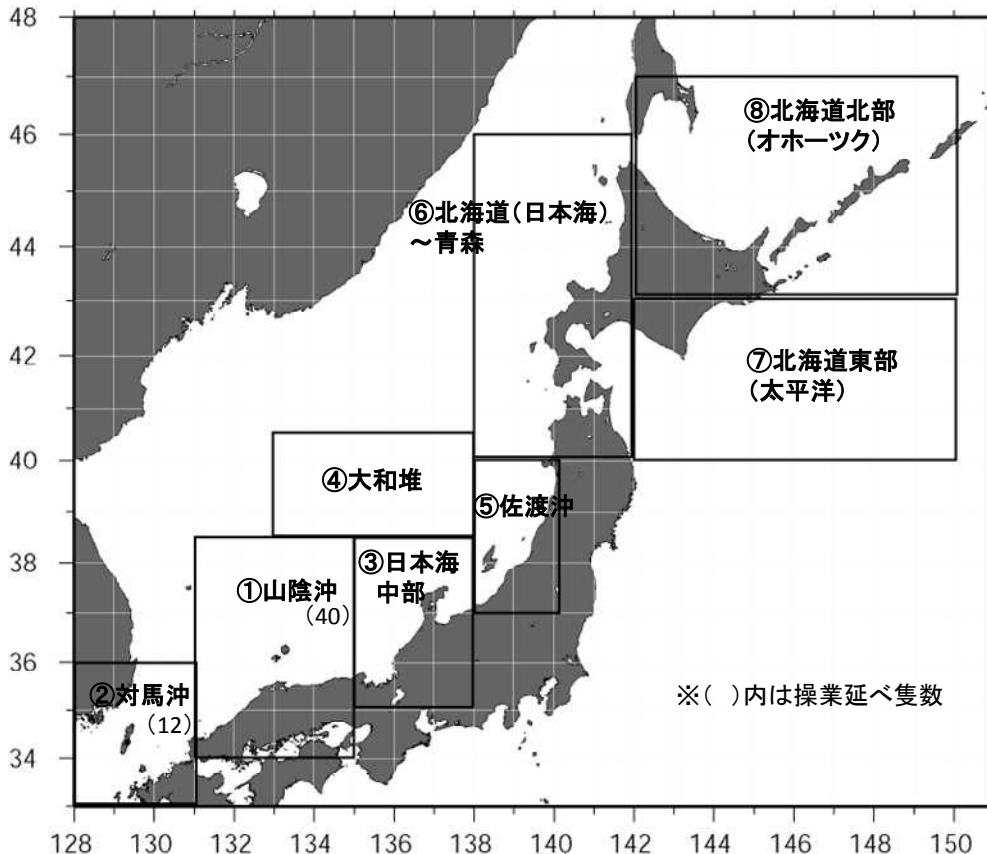 48
46
44
42
40
38
36
34
⑧北海道北部
(オホーツク)
⑥北海道(日本海)
～青森
⑦北海道東部
(太平洋)
④大和堆
⑤佐渡沖
③日本海
中部
①山陰沖
(40)
②対馬沖
(12)
※( )内は操業延べ隻数
128 130 132 134 136 138 140 142 144 146 148 150